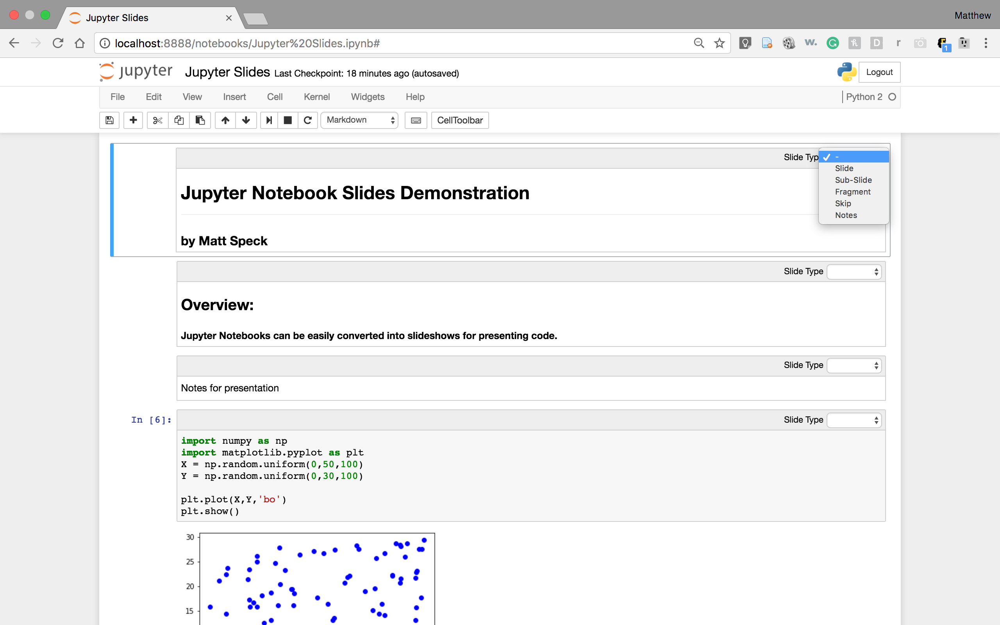 Jupyter Slides
Matthew
localhost:8888/notebooks/Jupyter%20Slides.ipynb#
w.
G
h
D
r
1
jupyter
Jupyter Slides Last Checkpoint: 18 minutes ago (autosaved)
Logout
File Edit View Insert Cell Kernel Widgets Help
Python 2
Markdown
CellToolbar
Slide Typ
-
Slide
Sub-Slide
Fragment
Skip
Notes
Jupyter Notebook Slides Demonstration
by Matt Speck
Slide Type
Overview:
Jupyter Notebooks can be easily converted into slideshows for presenting code.
Slide Type
Notes for presentation
In [6]:
Slide Type
import numpy as np
import matplotlib.pyplot as plt
X = np.random.uniform(0,50,100)
Y = np.random.uniform(0,30,100)
plt.plot(X,Y,'bo')
plt.show()
30
25
20
15